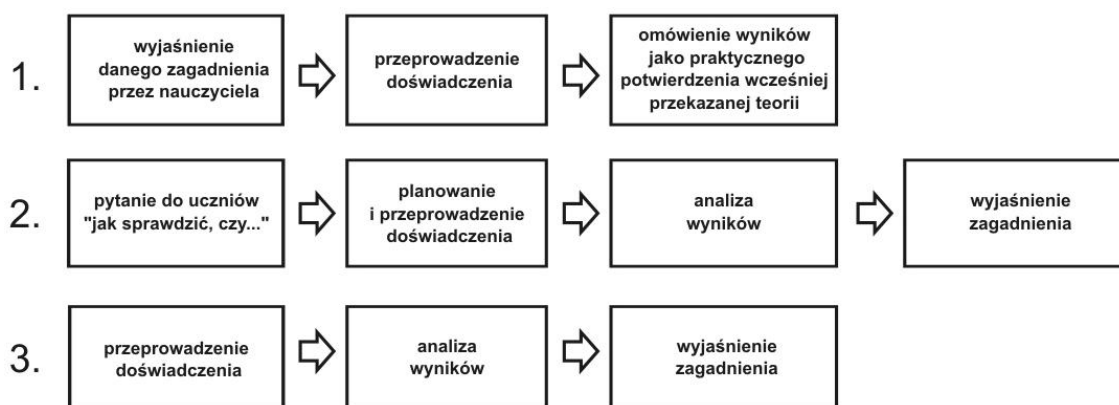 1.
wyjaśnienie
danego zagadnienia
przez nauczyciela
przeprowadzenie
doświadczenia
omówienie wyników
jako praktycznego
potwierdzenia wcześniej
przekazanej teorii
2.
pytanie do uczniów
"jak sprawdzić, czy..."
planowanie
i przeprowadzenie
doświadczenia
analiza
wyników
wyjaśnienie
zagadnienia
3.
przeprowadzenie
doświadczenia
analiza
wyników
wyjaśnienie
zagadnienia